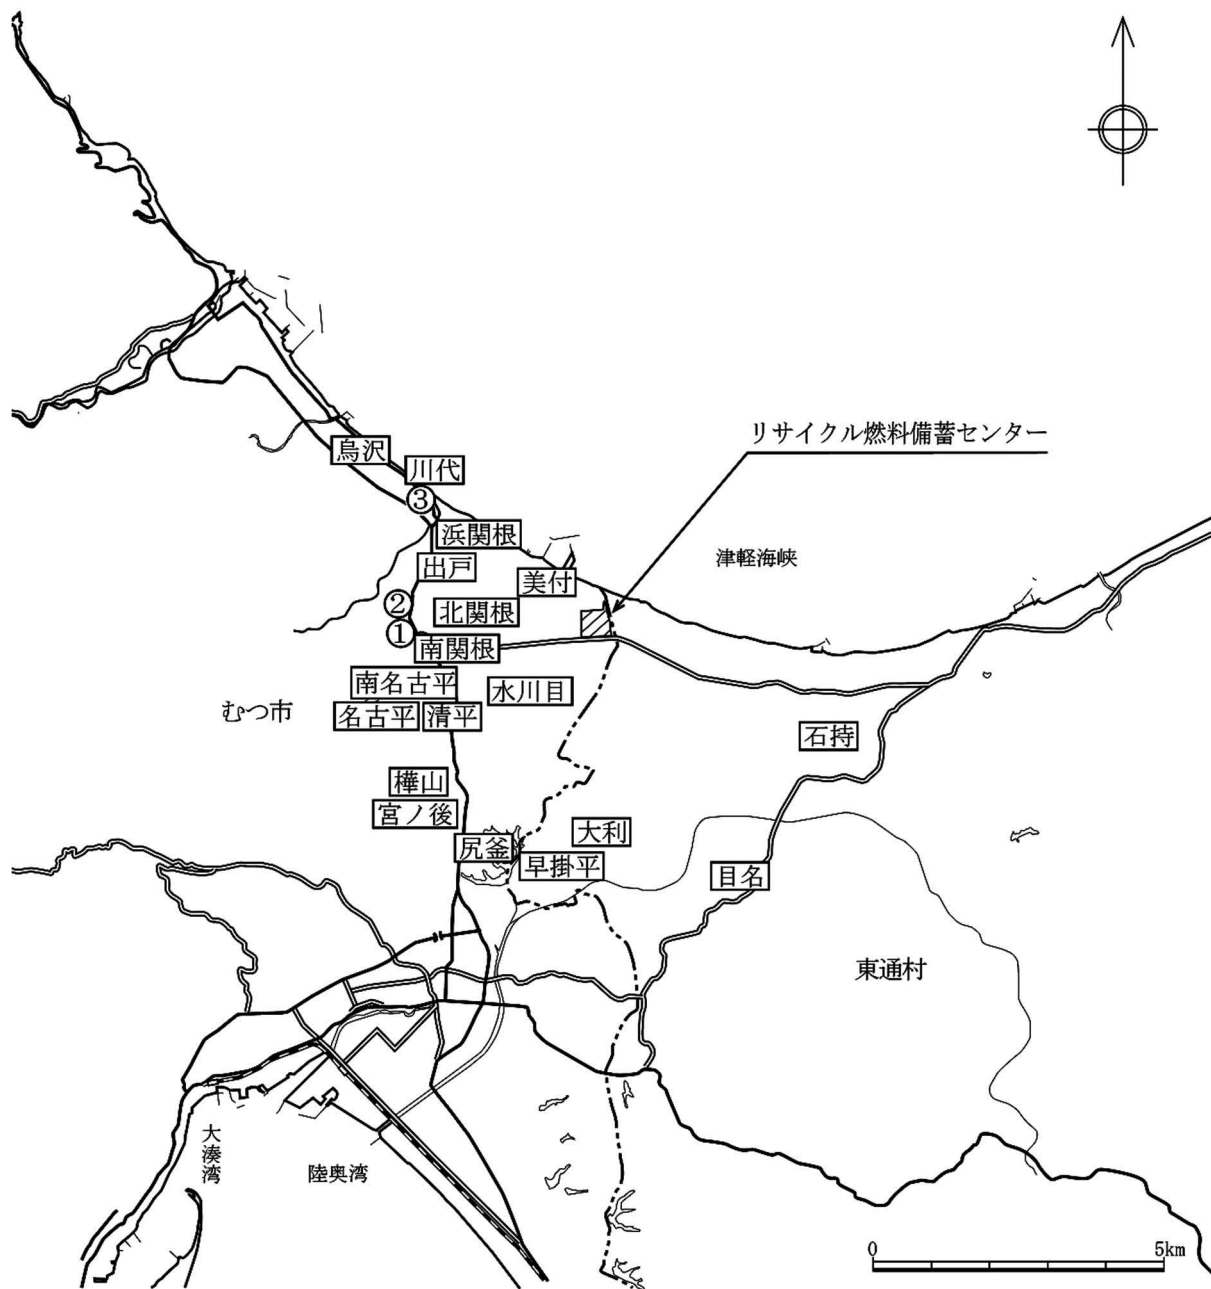 リサイクル燃料備蓄センター
烏沢
川代
③
浜関根
出戸
美付
津軽海峡
②
北関根
①
南関根
南名古平
水川目
むつ市
名古平
清平
石持
樺山
宮ノ後
大利
尻釜
早掛平
目名
東通村
大湊湾
陸奥湾
0
5km